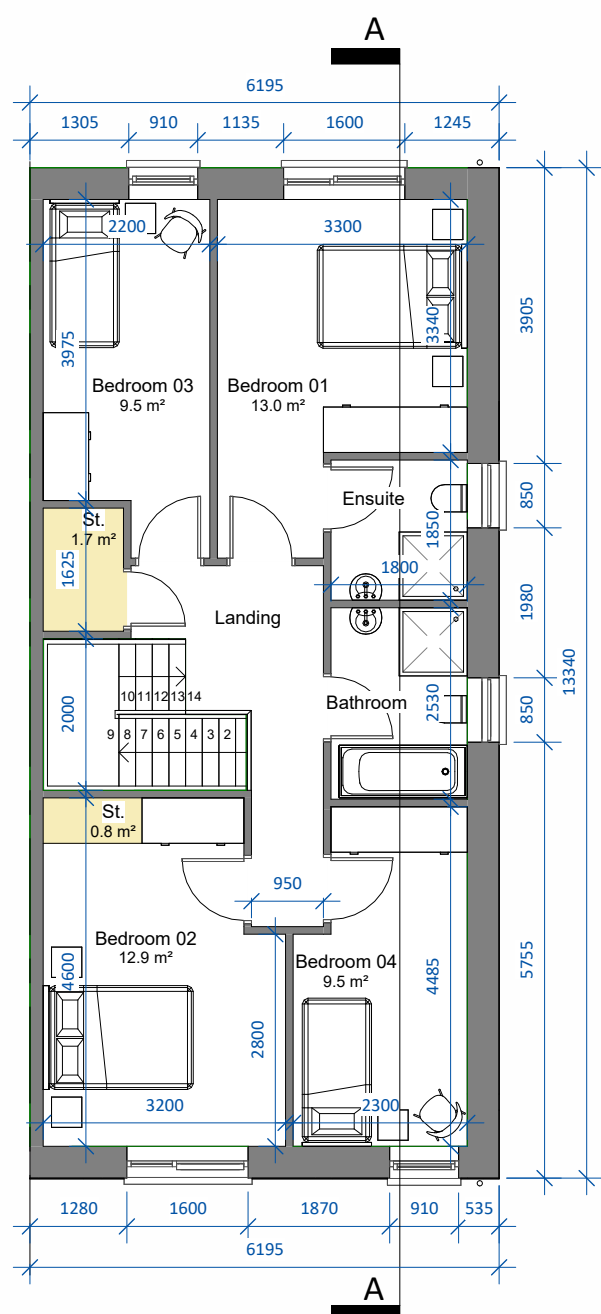 A
6195
1305 910 1135 1600 1245
2200
3300
3975
3340
3905
13340
Bedroom 03
9.5 m²
Bedroom 01
13.0 m²
Ensuite
850
St.
1.7 m²
1625
1850
1800
1980
Landing
2000
10 11 12 13 14
9 8 7 6 5 4 3 2
Bathroom
2530
850
St.
0.8 m²
950
Bedroom 02
12.9 m²
4600
2800
Bedroom 04
9.5 m²
4485
5755
3200
2300
1280 1600 1870 910 535
6195
A